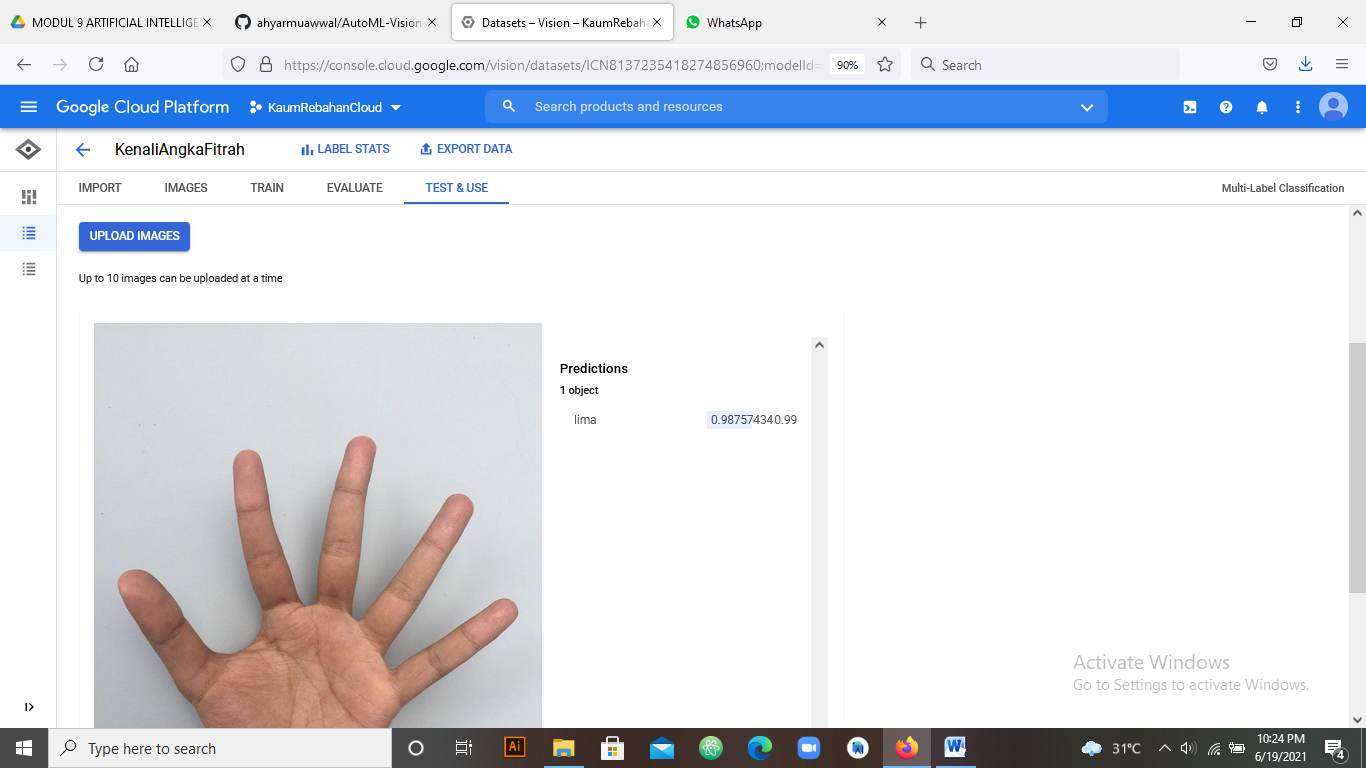 MODUL 9 ARTIFICIAL INTELLIGE
ahyarmuawwal/AutoML-Vision-
Datasets – Vision – KaumRebaha
WhatsApp
https://console.cloud.google.com/vision/datasets/ICN8137235418274856960;modelId=
90%
Search
Google Cloud Platform
KaumRebahanCloud
Search products and resources
KenaliAngkaFitrah
LABEL STATS
EXPORT DATA
IMPORT
IMAGES
TRAIN
EVALUATE
TEST & USE
Multi-Label Classification
UPLOAD IMAGES
Up to 10 images can be uploaded at a time
Predictions
1 object
lima 0.987574340.99
Activate Windows
Go to Settings to activate Windows.
Type here to search
Ai
31°C
10:24 PM
6/19/2021
4